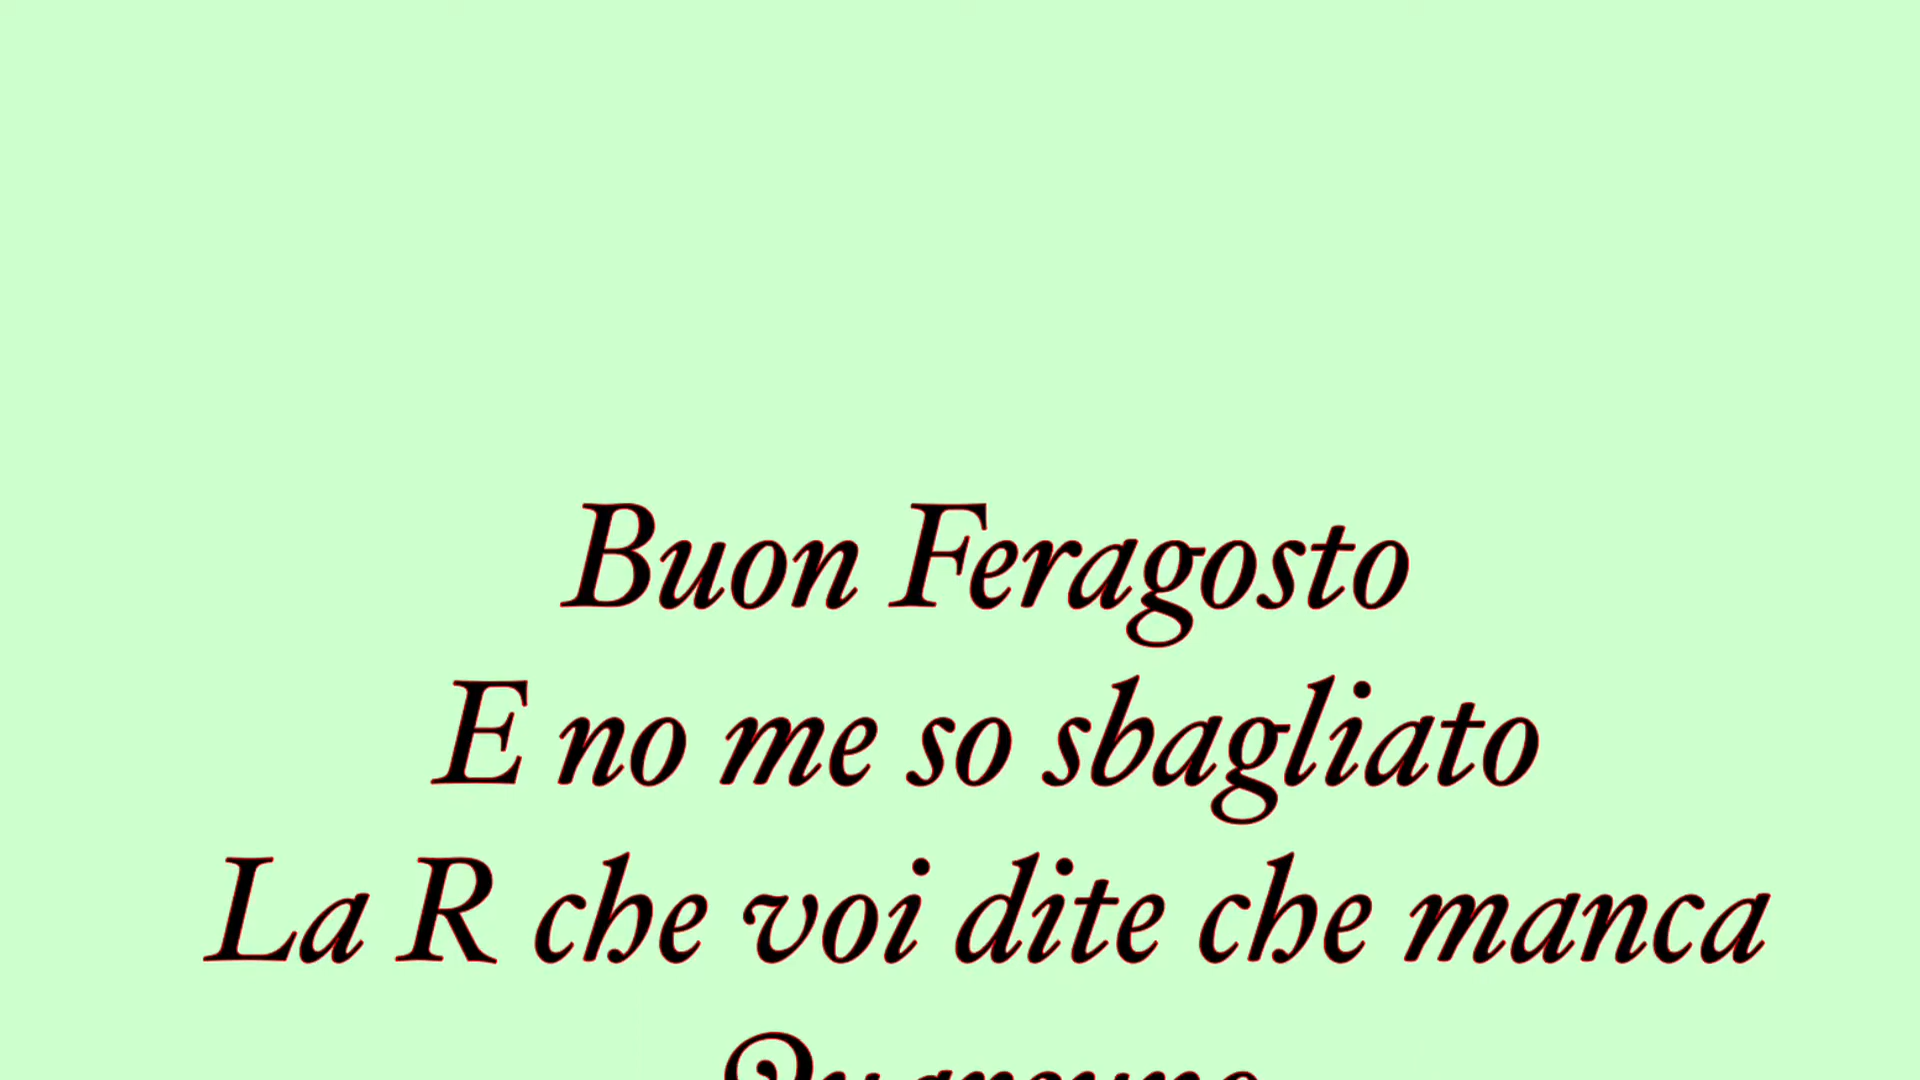 Buon Feragosto
E no me so sbagliato
La R che voi dite che manca